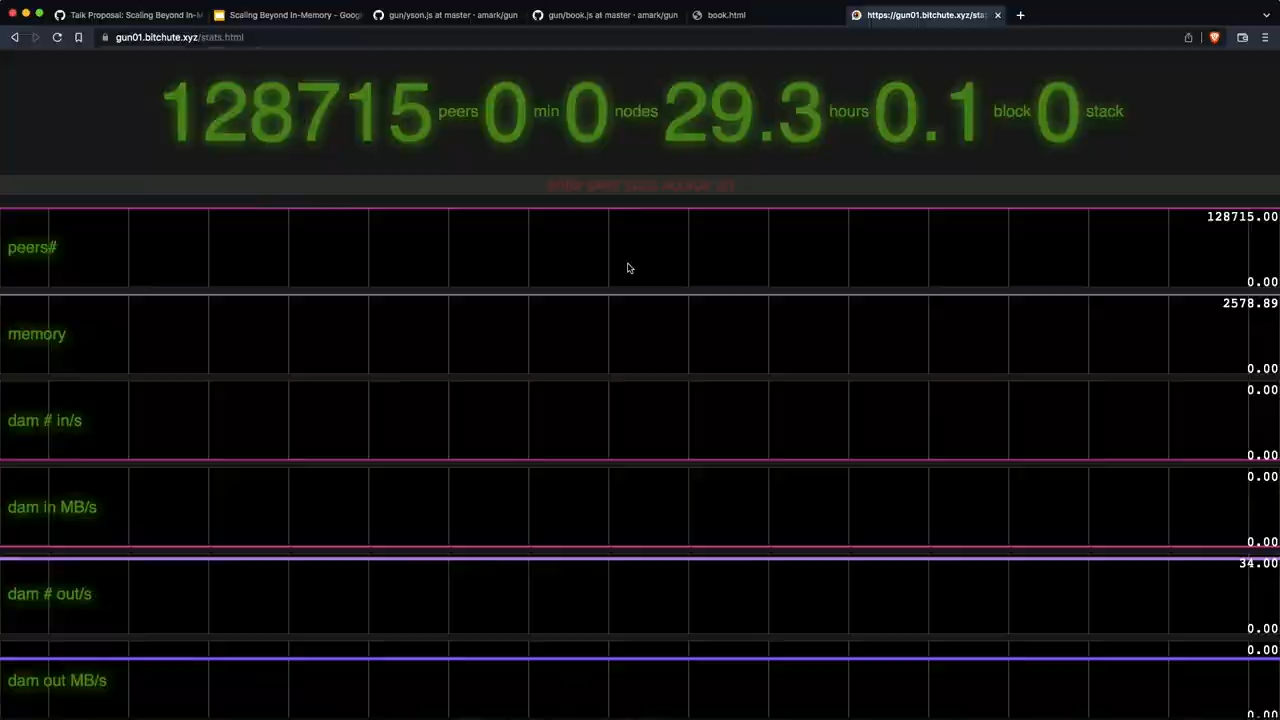 Talk Proposal: Scaling Beyond In-M
Scaling Beyond In-Memory - Goog
gun/yson.js at master · amark/gun
gun/book.js at master · amark/gun
book.html
https://gun01.bitchute.xyz/sta
gun01.bitchute.xyz/stats.html
128715 peers 0 min 0 nodes 29.3 hours 0.1 block 0 stack
128715.00
peers#
0.00
2578.89
memory
0.00
0.00
dam # in/s
0.00
0.00
dam in MB/s
0.00
34.00
dam # out/s
0.00
0.00
dam out MB/s
0.00